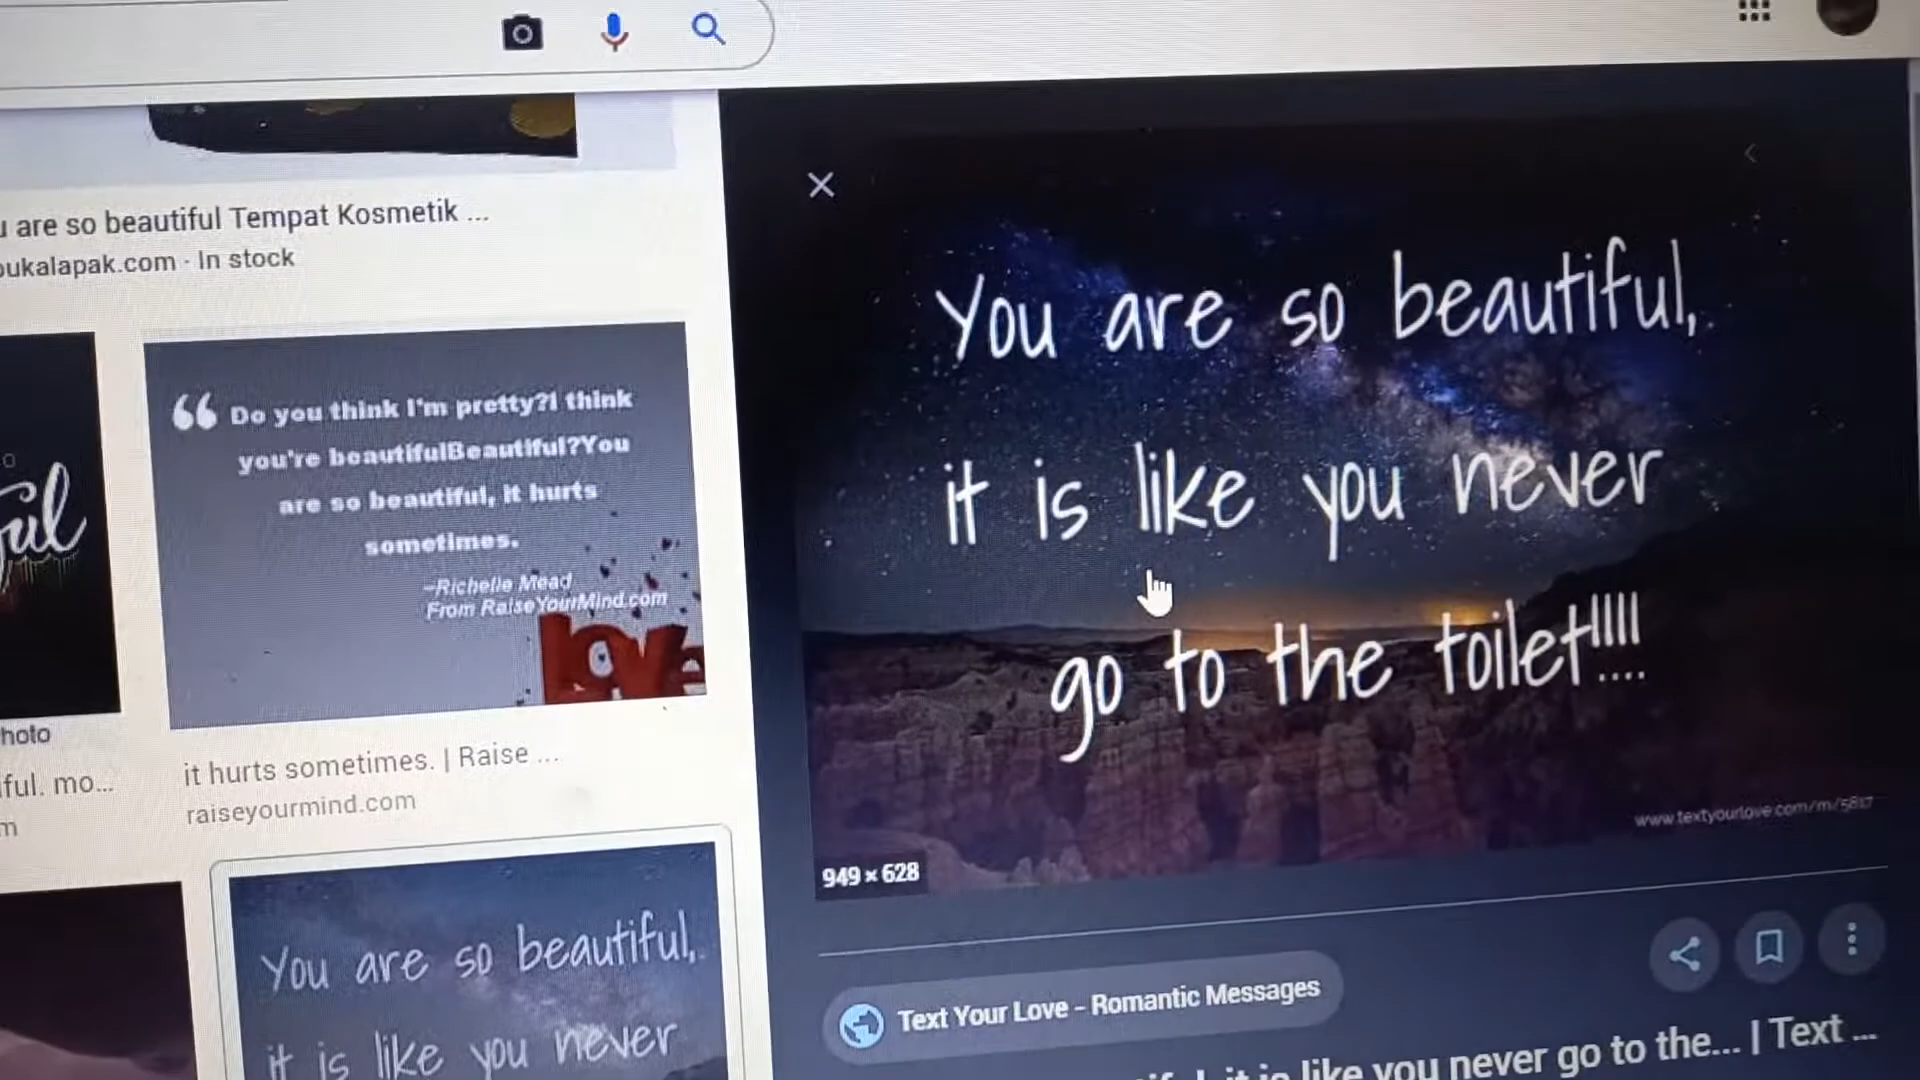 are so beautiful Tempat Kosmetik ...
bukalapak.com · In stock
“ Do you think I'm pretty?I think
you're beautifulBeautiful?You
are so beautiful, it hurts
sometimes.
–Richelle Mead
From RaiseYourMind.com
love
it hurts sometimes. | Raise ...
raiseyourmind.com
You are so beautiful,
it is like you never
You are so beautiful,
it is like you never
go to the toilet!!!!
www.textyourlove.com/m/5817
949 × 628
Text Your Love - Romantic Messages
it is like you never go to the... | Text ...